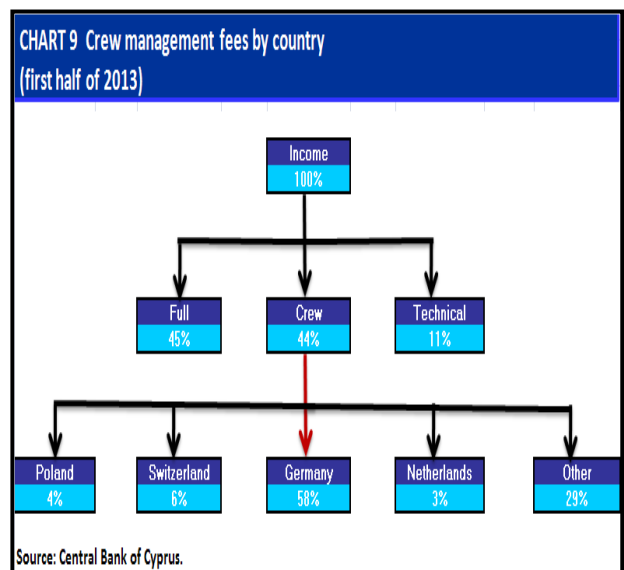 CHART 9 Crew management fees by country
(first half of 2013)
Income
100%
Full
45%
Crew
44%
Technical
11%
Poland
4%
Switzerland
6%
Germany
58%
Netherlands
3%
Other
29%
Source: Central Bank of Cyprus.